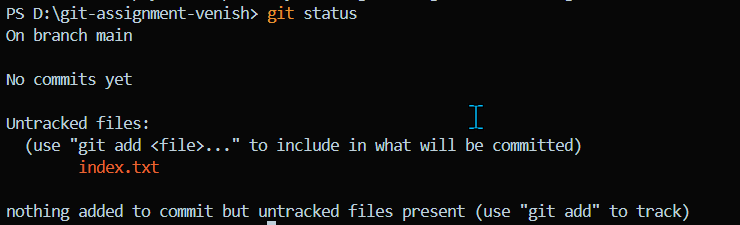 PS D:\git-assignment-venish> git status
On branch main
No commits yet
Untracked files:
(use "git add <file>..." to include in what will be committed)
index.txt
nothing added to commit but untracked files present (use "git add" to track)